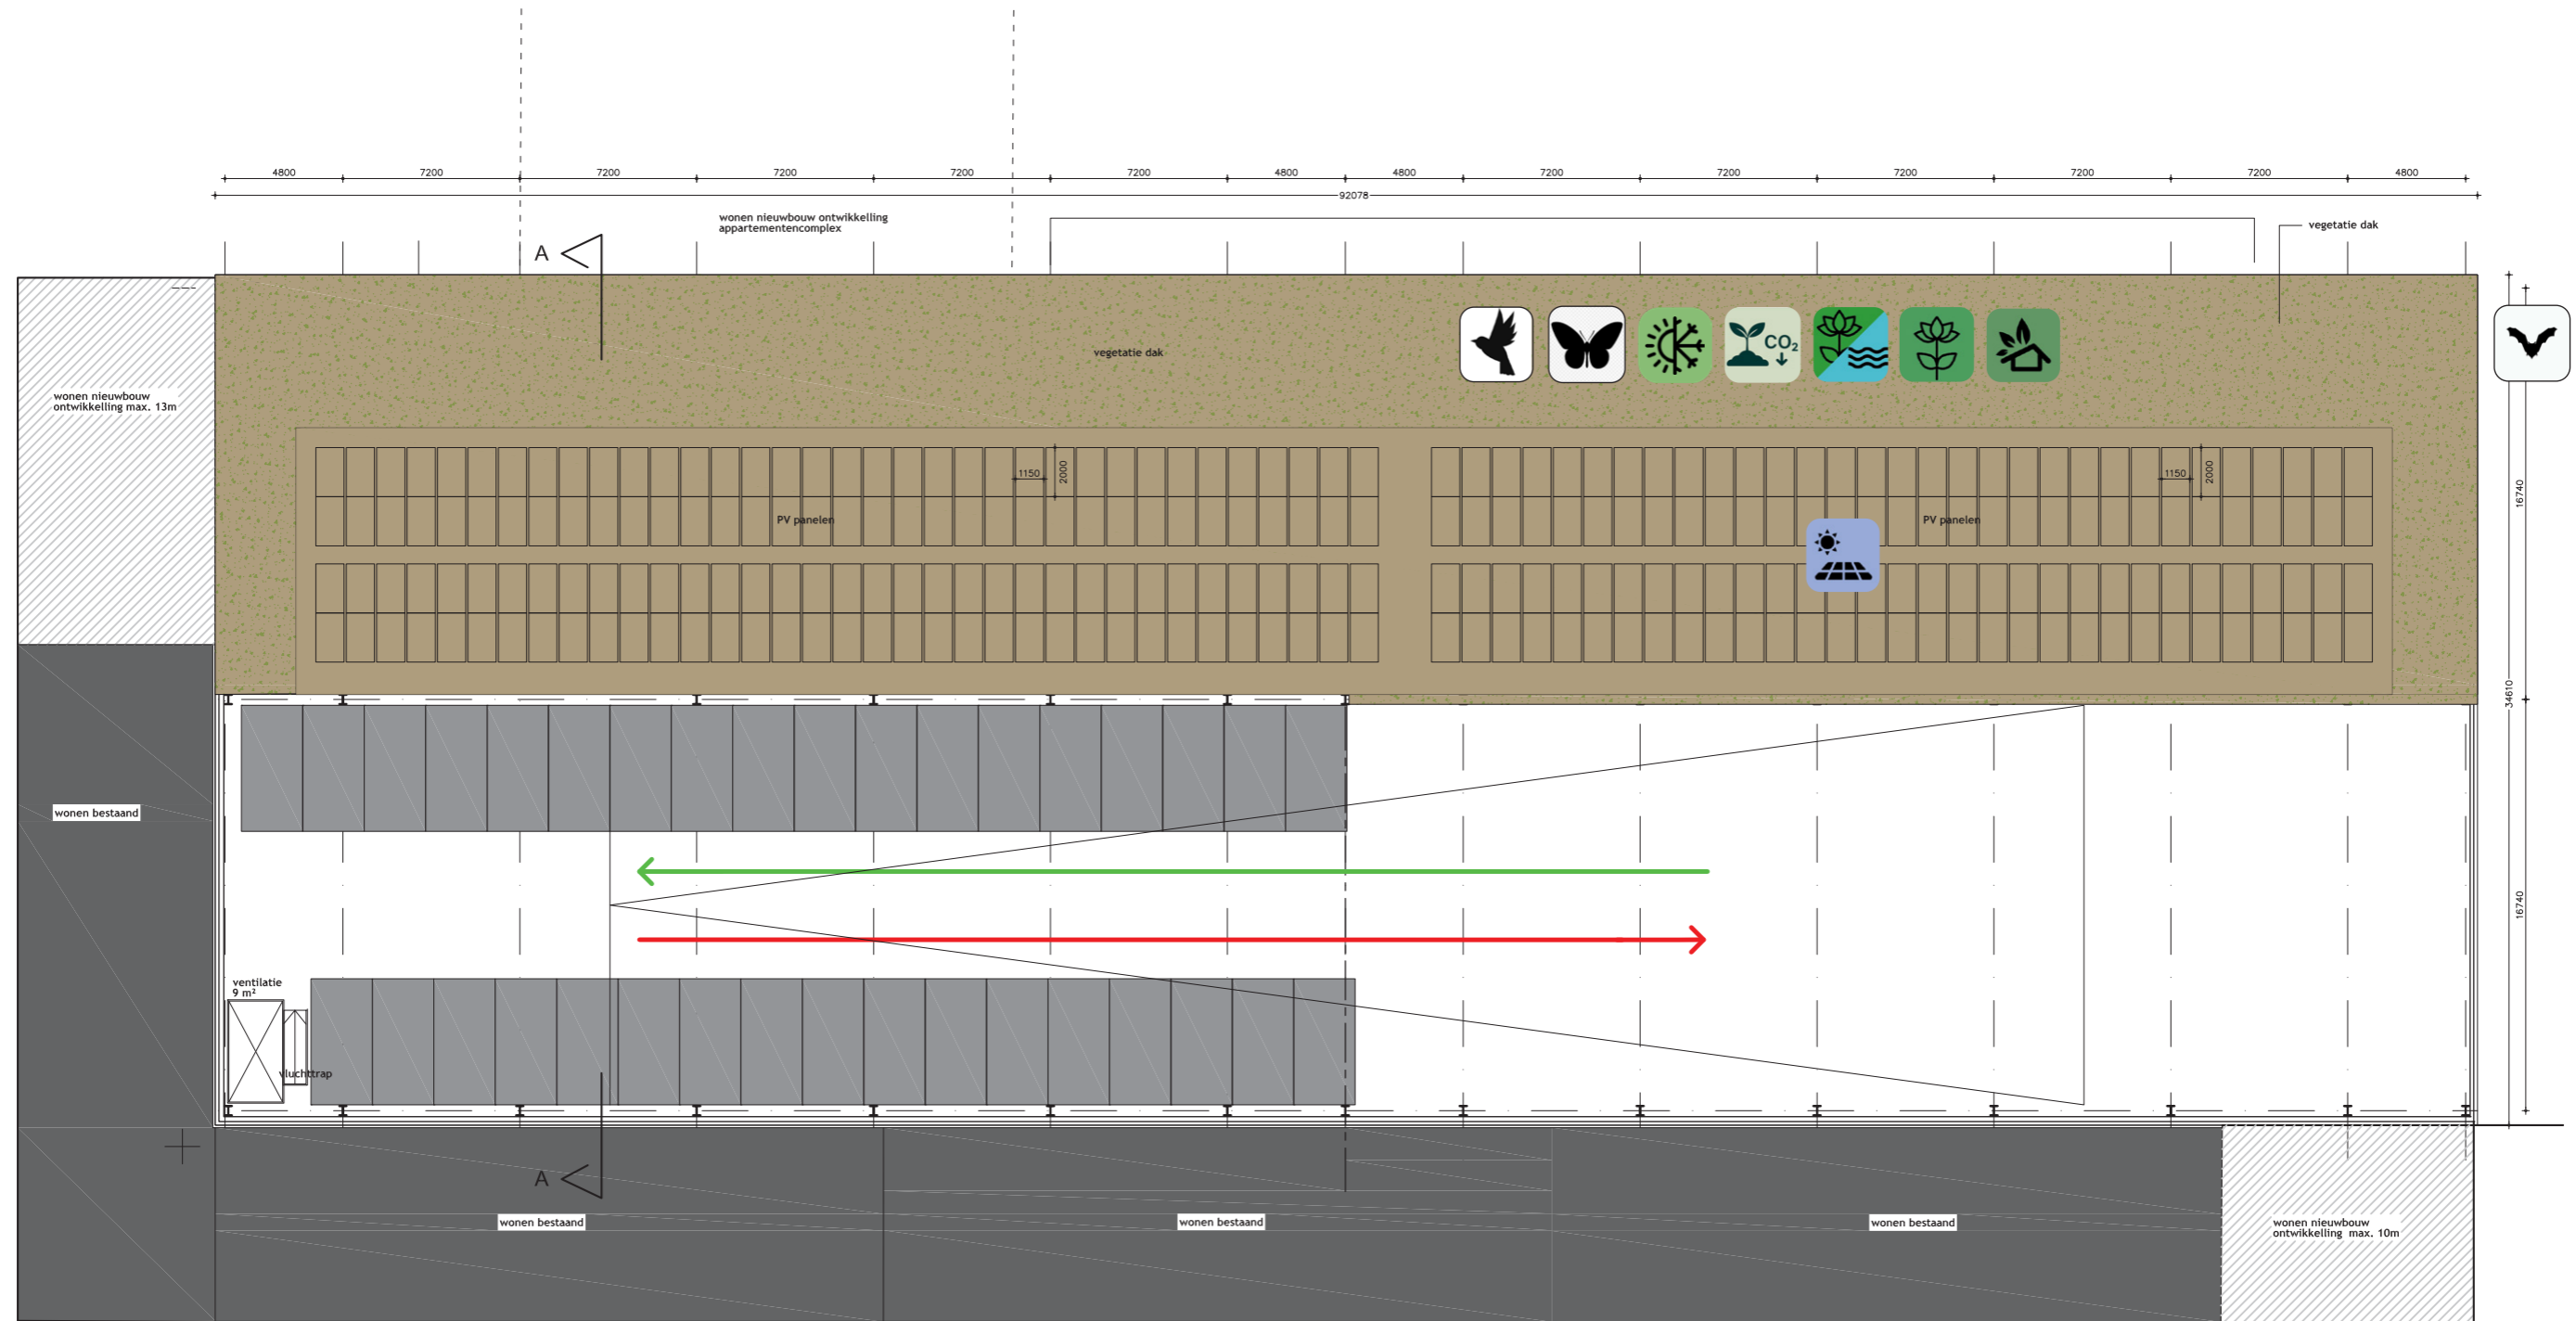 4800 7200 7200 7200 7200 7200 4800 4800 7200 7200 7200 7200 7200 4800
92078
wonen nieuwbouw ontwikkelling
appartementencomplex
vegetatie dak
A
vegetatie dak
CO₂
wonen nieuwbouw
ontwikkelling max. 13m
1150
2000
1150
2000
PV panelen
PV panelen
16740
34610
wonen bestaand
16740
ventilatie
9 m²
vluchttrap
A
wonen bestaand
wonen bestaand
wonen bestaand
wonen nieuwbouw
ontwikkelling max. 10m